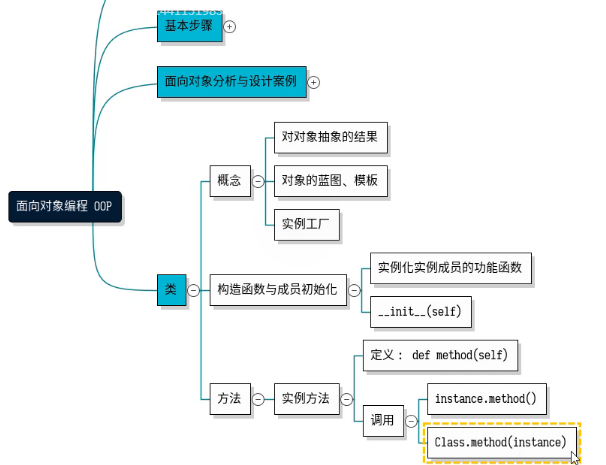 基本步骤
面向对象分析与设计案例
面向对象编程 OOP
类
概念
对对象抽象的结果
对象的蓝图、模板
实例工厂
构造函数与成员初始化
实例化实例成员的功能函数
__init__(self)
方法
实例方法
定义: def method(self)
调用
instance.method()
Class.method(instance)